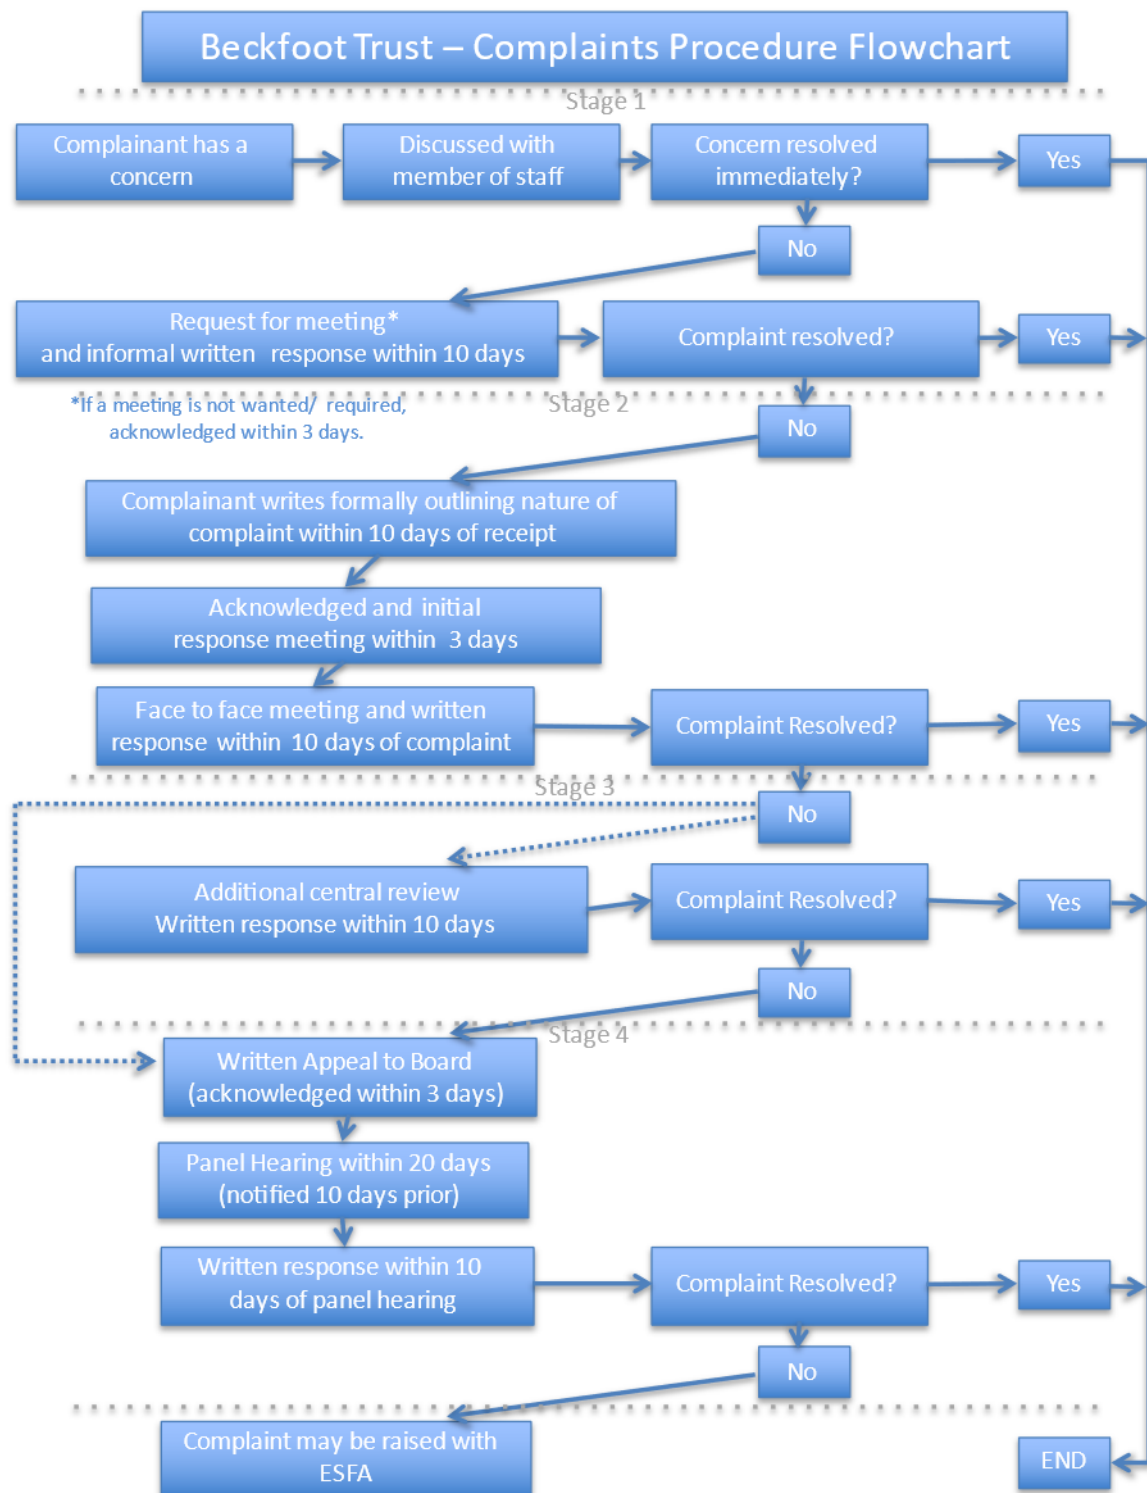 Beckfoot Trust – Complaints Procedure Flowchart
Stage 1
Complainant has a
concern
Discussed with
member of staff
Concern resolved
immediately?
Yes
No
Request for meeting*
and informal written response within 10 days
Complaint resolved?
Yes
*If a meeting is not wanted/ required,
acknowledged within 3 days.
Stage 2
No
Complainant writes formally outlining nature of
complaint within 10 days of receipt
Acknowledged and initial
response meeting within 3 days
Face to face meeting and written
response within 10 days of complaint
Complaint Resolved?
Yes
Stage 3
No
Additional central review
Written response within 10 days
Complaint Resolved?
Yes
No
Stage 4
Written Appeal to Board
(acknowledged within 3 days)
Panel Hearing within 20 days
(notified 10 days prior)
Written response within 10
days of panel hearing
Complaint Resolved?
Yes
No
Complaint may be raised with
ESFA
END